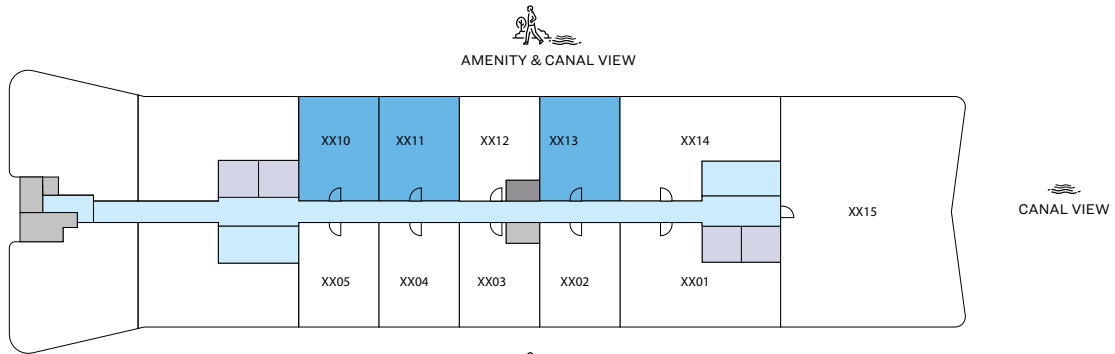 AMENITY & CANAL VIEW
XX10
XX11
XX12
XX13
XX14
XX15
CANAL VIEW
XX05
XX04
XX03
XX02
XX01